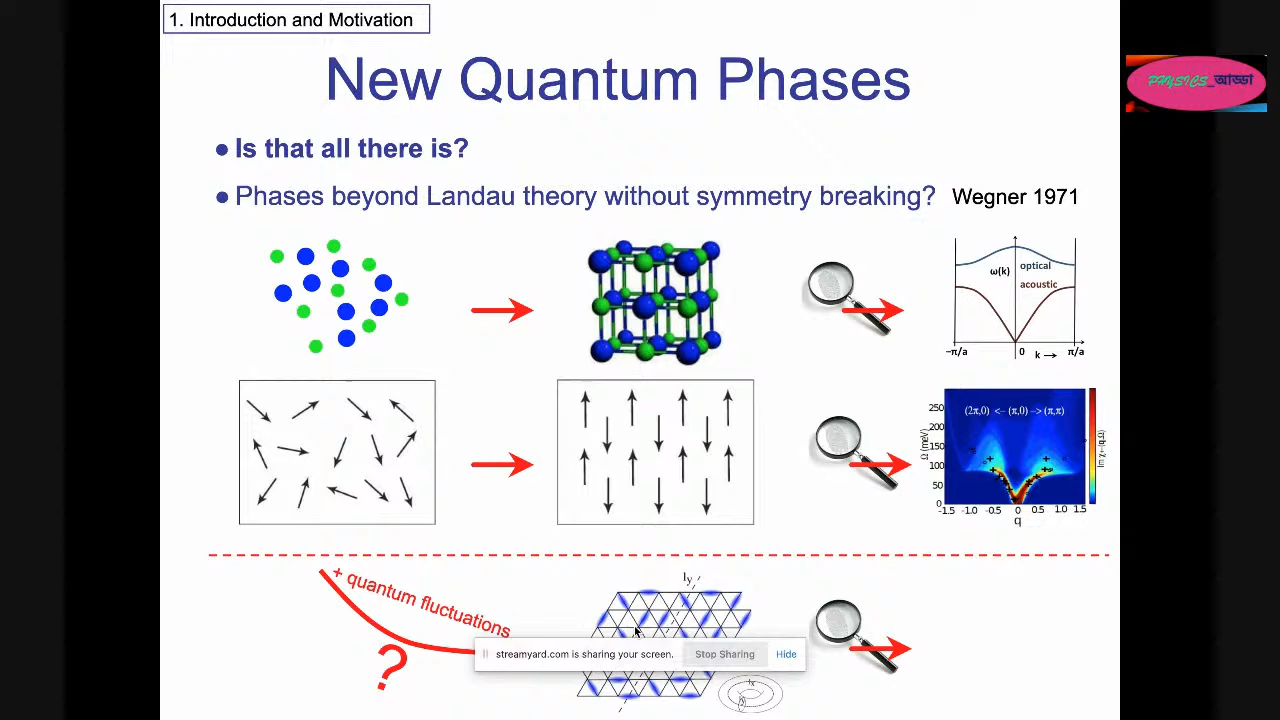 1. Introduction and Motivation
New Quantum Phases
PHYSICS_আড্ডা
● Is that all there is?
● Phases beyond Landau theory without symmetry breaking? Wegner 1971
ω(k)
optical
acoustic
−π/a
0
k →
π/a
(2π,0) <- (π,0) -> (π,π)
Ω (meV)
250
200
150
100
50
0
-1.5 -1.0 -0.5 0 0.5 1.0 1.5
q
+ quantum fluctuations
?
ly
streamyard.com is sharing your screen. Stop Sharing Hide
lx